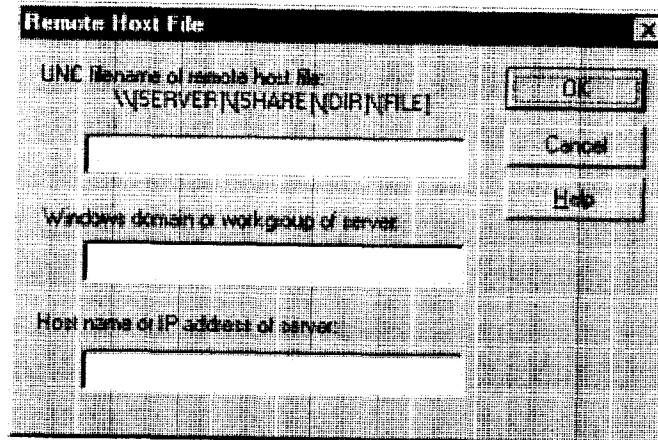 Remote Host File
UNC filename of remote host file:
\\[SERVER]\[SHARE]\[DIR]\[FILE]
OK
Cancel
Help
Windows domain or workgroup of server:
Host name or IP address of server: